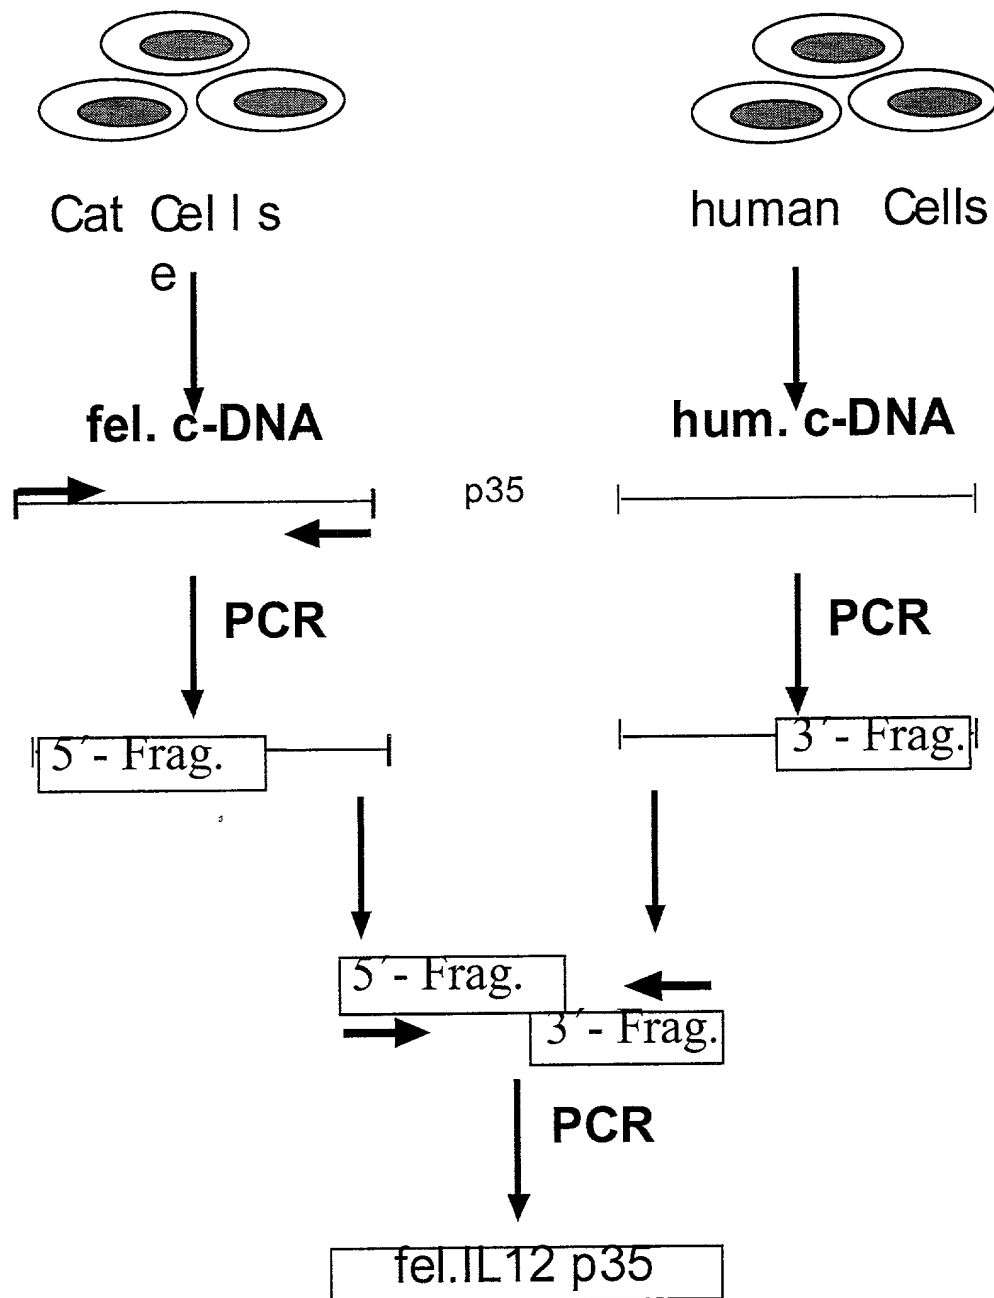 Cat Cells
human Cells
e
fel. c-DNA
hum. c-DNA
p35
PCR
PCR
5´- Frag.
3´- Frag.
5´- Frag.
3´- Frag.
PCR
fel.IL12 p35